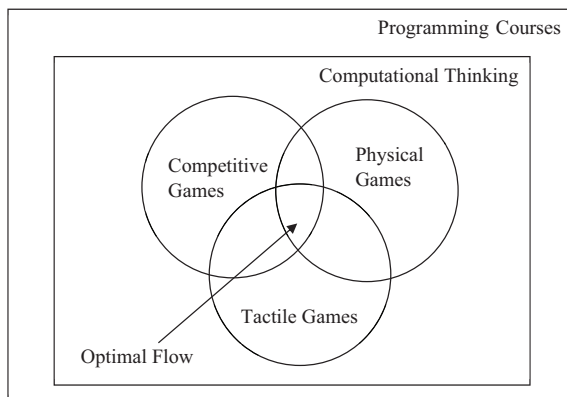 Programming Courses
Computational Thinking
Competitive
Games
Physical
Games
Tactile Games
Optimal Flow